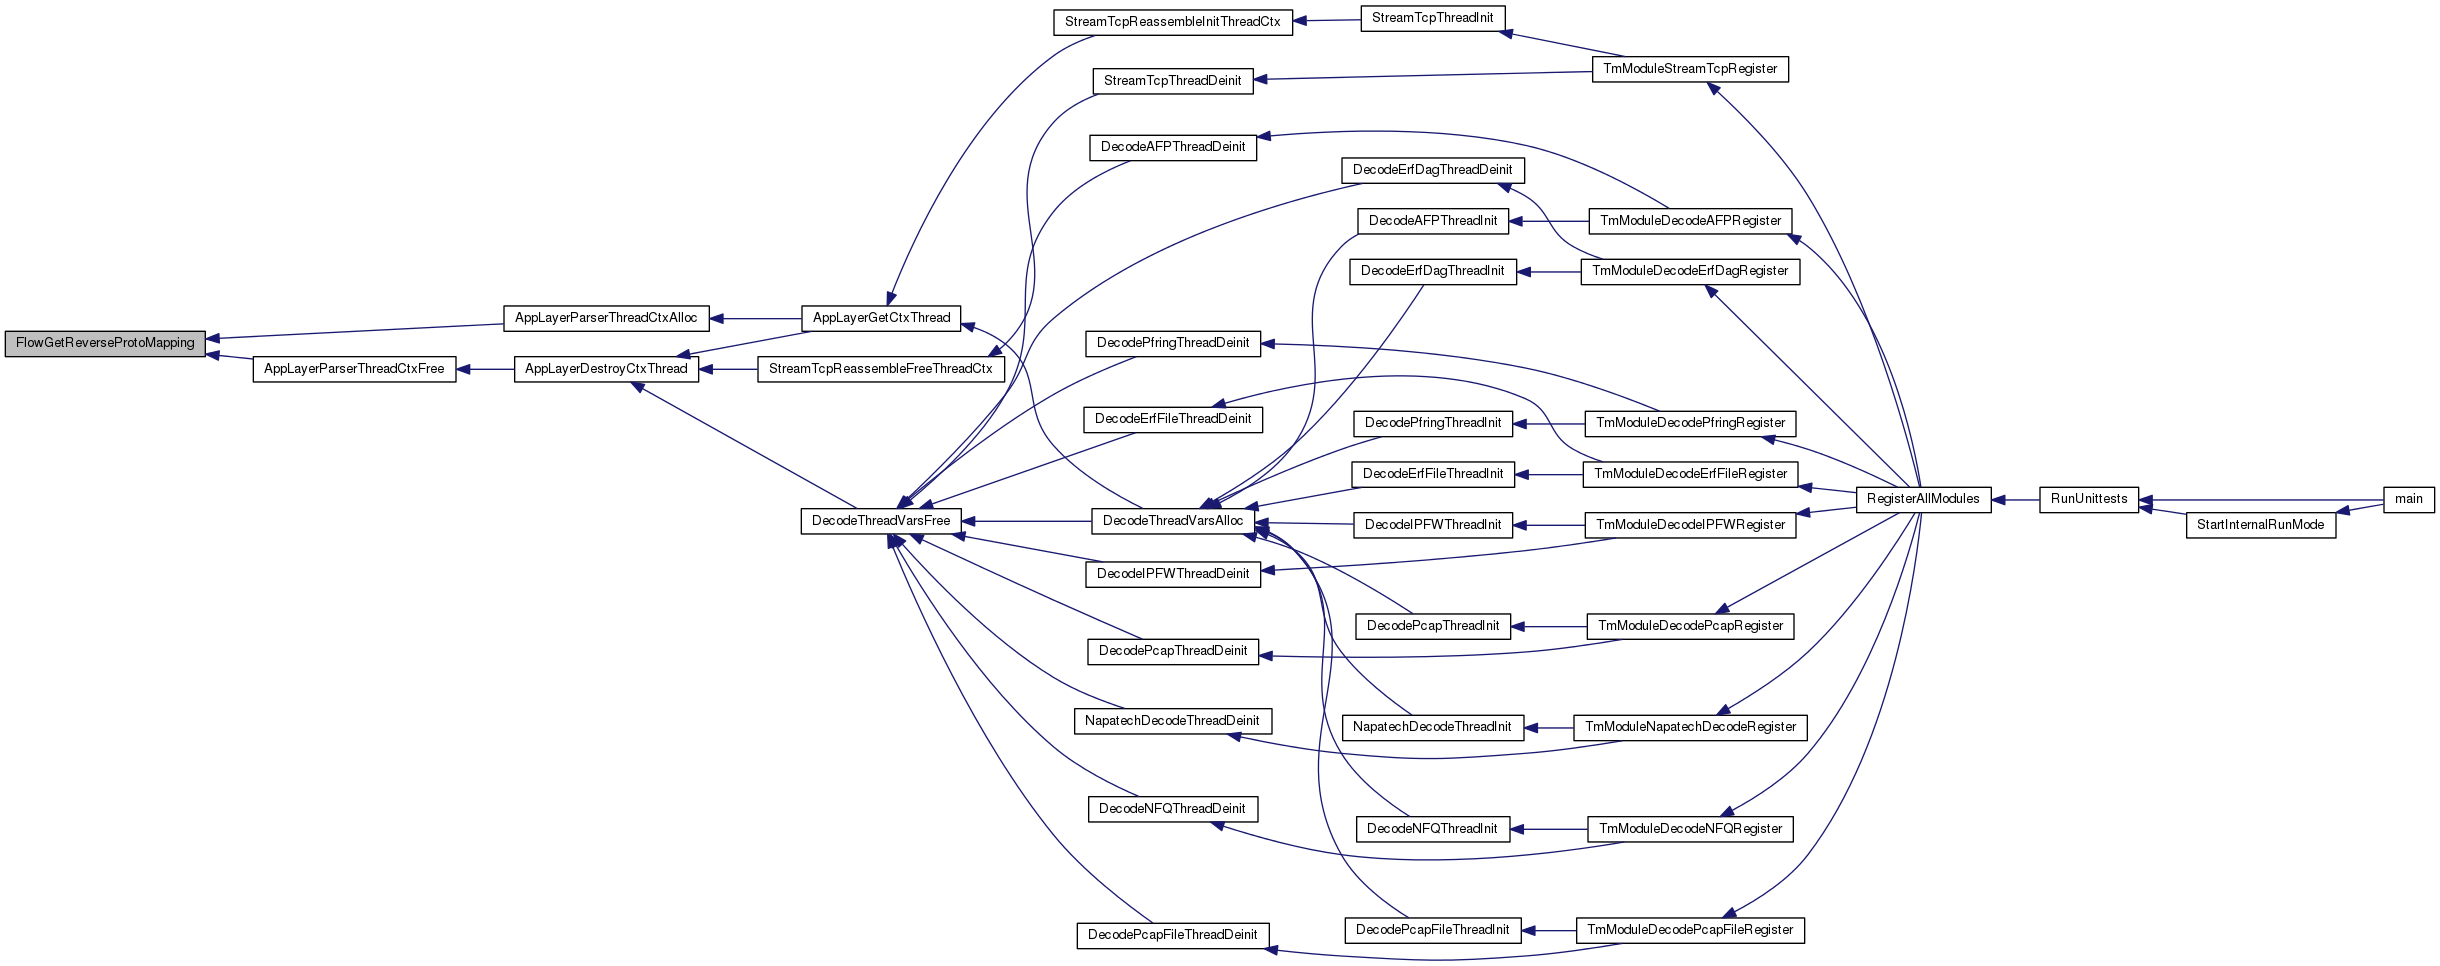 FlowGetReverseProtoMapping
AppLayerParserThreadCtxAlloc
AppLayerParserThreadCtxFree
AppLayerGetCtxThread
AppLayerDestroyCtxThread
StreamTcpReassembleFreeThreadCtx
DecodeThreadVarsFree
StreamTcpReassembleInitThreadCtx
StreamTcpThreadDeinit
DecodeAFPThreadDeinit
DecodePfringThreadDeinit
DecodeErfFileThreadDeinit
DecodeThreadVarsAlloc
DecodeIPFWThreadDeinit
DecodePcapThreadDeinit
NapatechDecodeThreadDeinit
DecodeNFQThreadDeinit
DecodePcapFileThreadDeinit
StreamTcpThreadInit
DecodeErfDagThreadDeinit
DecodeAFPThreadInit
DecodeErfDagThreadInit
DecodePfringThreadInit
DecodeErfFileThreadInit
DecodeIPFWThreadInit
DecodePcapThreadInit
NapatechDecodeThreadInit
DecodeNFQThreadInit
DecodePcapFileThreadInit
TmModuleStreamTcpRegister
TmModuleDecodeAFPRegister
TmModuleDecodeErfDagRegister
TmModuleDecodePfringRegister
TmModuleDecodeErfFileRegister
TmModuleDecodeIPFWRegister
TmModuleDecodePcapRegister
TmModuleNapatechDecodeRegister
TmModuleDecodeNFQRegister
TmModuleDecodePcapFileRegister
RegisterAllModules
RunUnittests
StartInternalRunMode
main